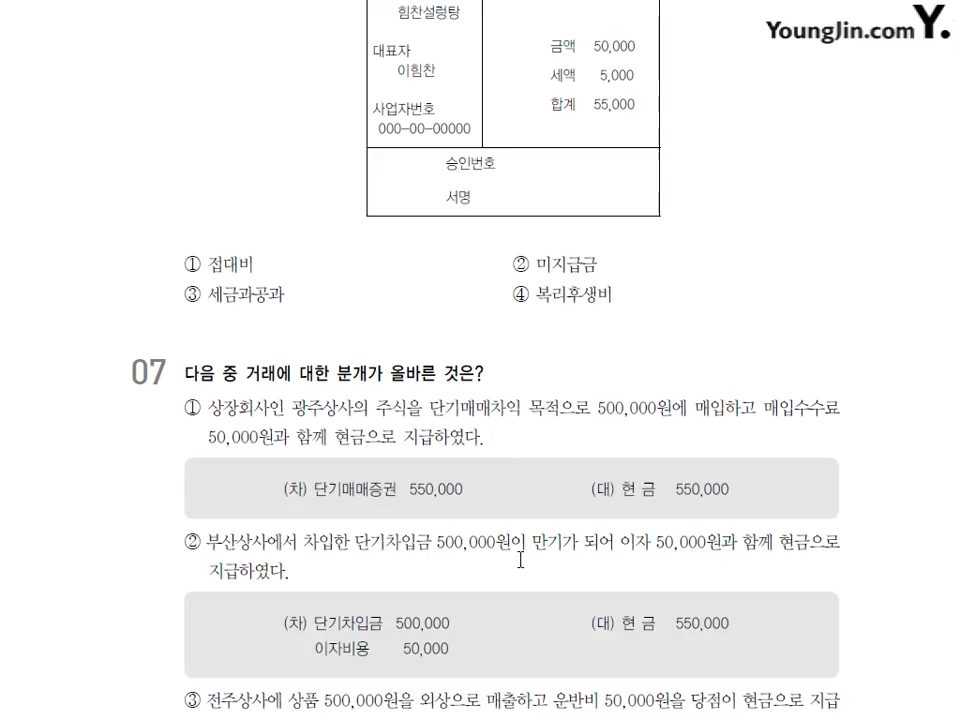 힘찬설렁탕
YoungJin.com Y.
대표자
이힘찬
금액 50,000
세액 5,000
합계 55,000
사업자번호
000-00-00000
승인번호
서명
① 접대비 ② 미지급금
③ 세금과공과 ④ 복리후생비
07 다음 중 거래에 대한 분개가 올바른 것은?
① 상장회사인 광주상사의 주식을 단기매매차익 목적으로 500,000원에 매입하고 매입수수료
50,000원과 함께 현금으로 지급하였다.
(차) 단기매매증권 550,000 (대) 현 금 550,000
② 부산상사에서 차입한 단기차입금 500,000원이 만기가 되어 이자 50,000원과 함께 현금으로
지급하였다.
(차) 단기차입금 500,000 (대) 현 금 550,000
이자비용 50,000
③ 전주상사에 상품 500,000원을 외상으로 매출하고 운반비 50,000원을 당점이 현금으로 지급